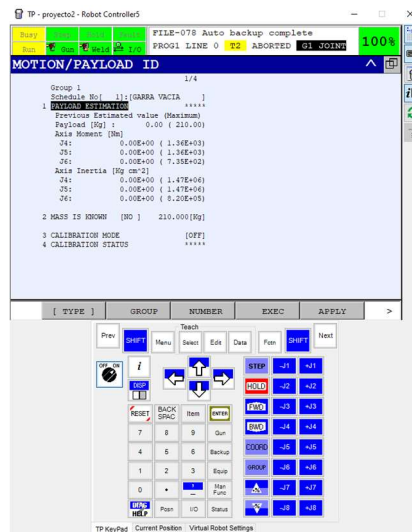 TP - proyecto2 - Robot Controller5
Busy Step Hold Fault
Run Gun Weld I/O
FILE-078 Auto backup complete
PROG1 LINE 0 T2 ABORTED G1 JOINT
100%
MOTION/PAYLOAD ID
1/4
Group 1
Schedule No[ 1]:[GARRA VACIA ]
1 PAYLOAD ESTIMATION *****
Previous Estimated value (Maximum)
Payload [Kg] : 0.00 ( 210.00)
Axis Moment [Nm]
J4: 0.00E+00 ( 1.36E+03)
J5: 0.00E+00 ( 1.36E+03)
J6: 0.00E+00 ( 7.35E+02)
Axis Inertia [Kg cm^2]
J4: 0.00E+00 ( 1.47E+06)
J5: 0.00E+00 ( 1.47E+06)
J6: 0.00E+00 ( 8.20E+05)
2 MASS IS KNOWN [NO ] 210.000[Kg]
3 CALIBRATION MODE [OFF]
4 CALIBRATION STATUS *****
[ TYPE ] GROUP NUMBER EXEC APPLY >
Teach
Prev SHIFT Menu Select Edit Data Fctn SHIFT Next
OFF ON i STEP -J1 +J1
DISP HOLD -J2 +J2
RESET BACK SPAC Item ENTER FWD -J3 +J3
7 8 9 Gun BWD -J4 +J4
4 5 6 Backup COORD -J5 +J5
1 2 3 Equip GROUP -J6 +J6
0 . , - Man Func -J7 +J7
DIAG HELP Posn I/O Status -J8 +J8
TP KeyPad Current Position Virtual Robot Settings